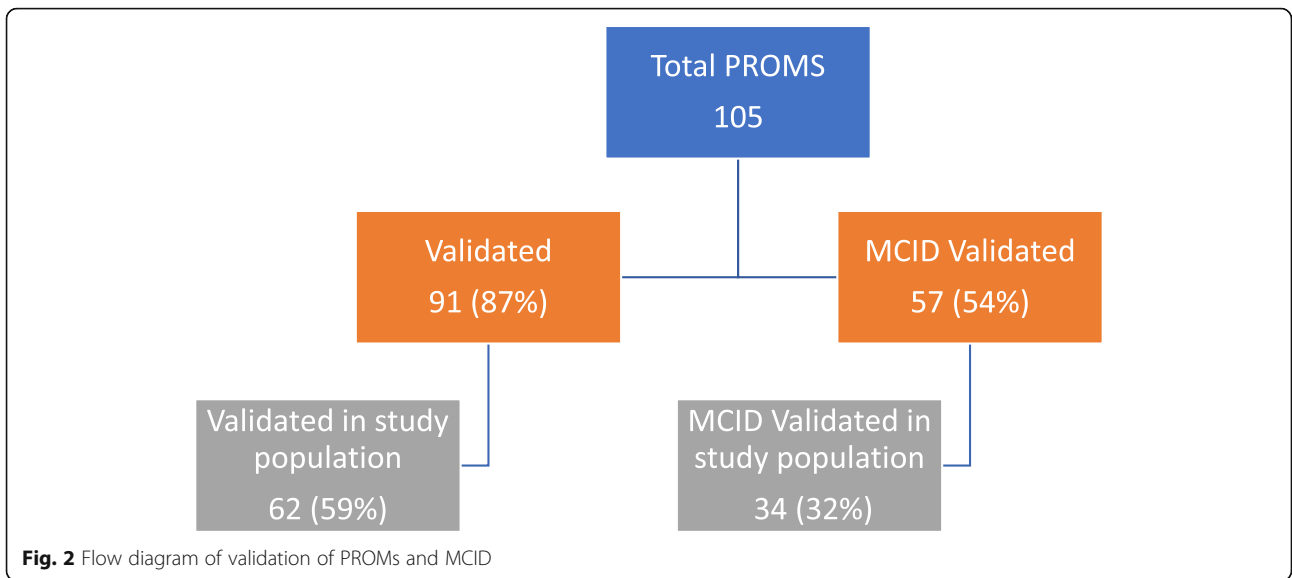 Total PROMS
105
Validated
91 (87%)
MCID Validated
57 (54%)
Validated in study
population
62 (59%)
MCID Validated in
study population
34 (32%)
Fig. 2 Flow diagram of validation of PROMs and MCID